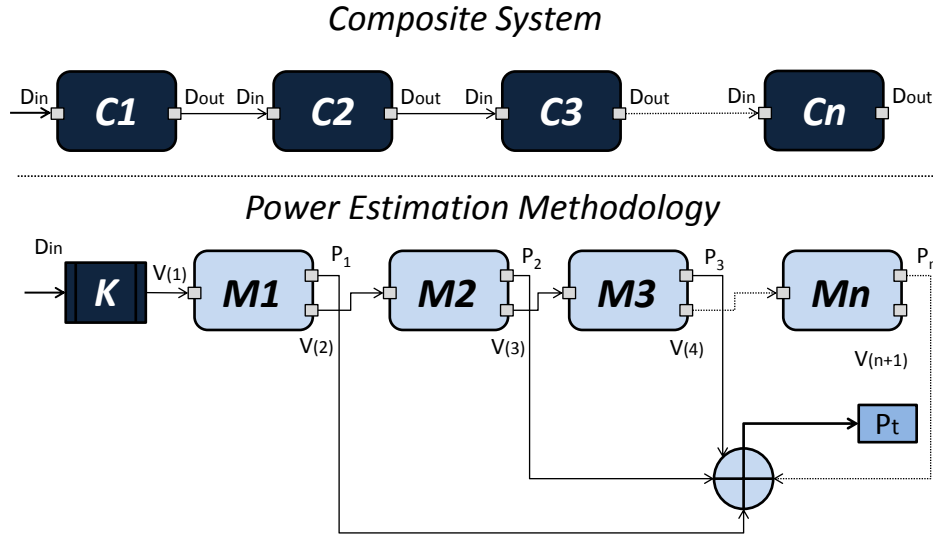 Composite System
Din Dout Din Dout Din Dout Din Dout
C1 C2 C3 Cn
Power Estimation Methodology
Din V(1) P1 P2 P3 Pn
K M1 M2 M3 Mn
V(2) V(3) V(4) V(n+1)
Pt